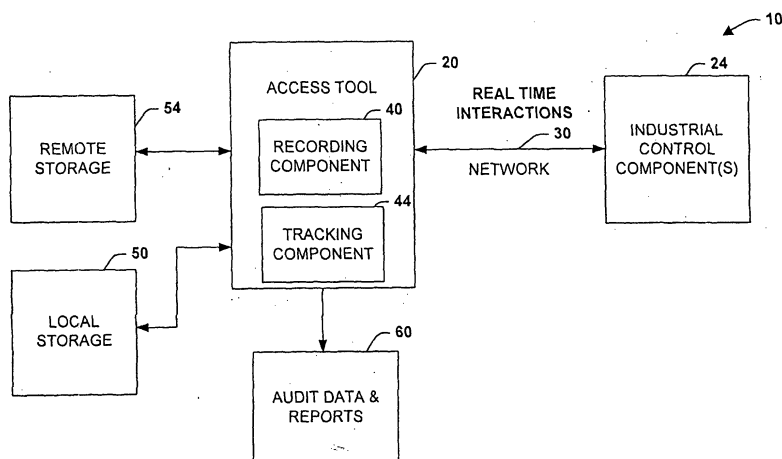 10
20
24
ACCESS TOOL
REAL TIME
INTERACTIONS
54
40
30
REMOTE
STORAGE
RECORDING
COMPONENT
INDUSTRIAL
CONTROL
COMPONENT(S)
NETWORK
44
50
TRACKING
COMPONENT
LOCAL
STORAGE
60
AUDIT DATA &
REPORTS